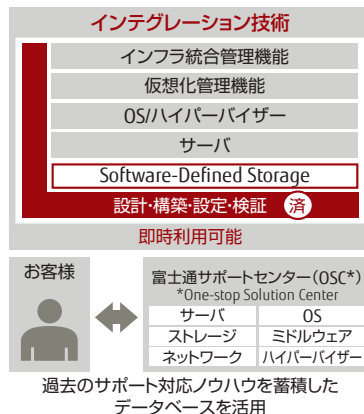 インテグレーション技術
インフラ統合管理機能
仮想化管理機能
OS/ハイパーバイザー
サーバ
Software-Defined Storage
設計・構築・設定・検証 済
即時利用可能
お客様
富士通サポートセンター(OSC*)
*One-stop Solution Center
サーバ OS
ストレージ ミドルウェア
ネットワーク ハイパーバイザー
過去のサポート対応ノウハウを蓄積した
データベースを活用